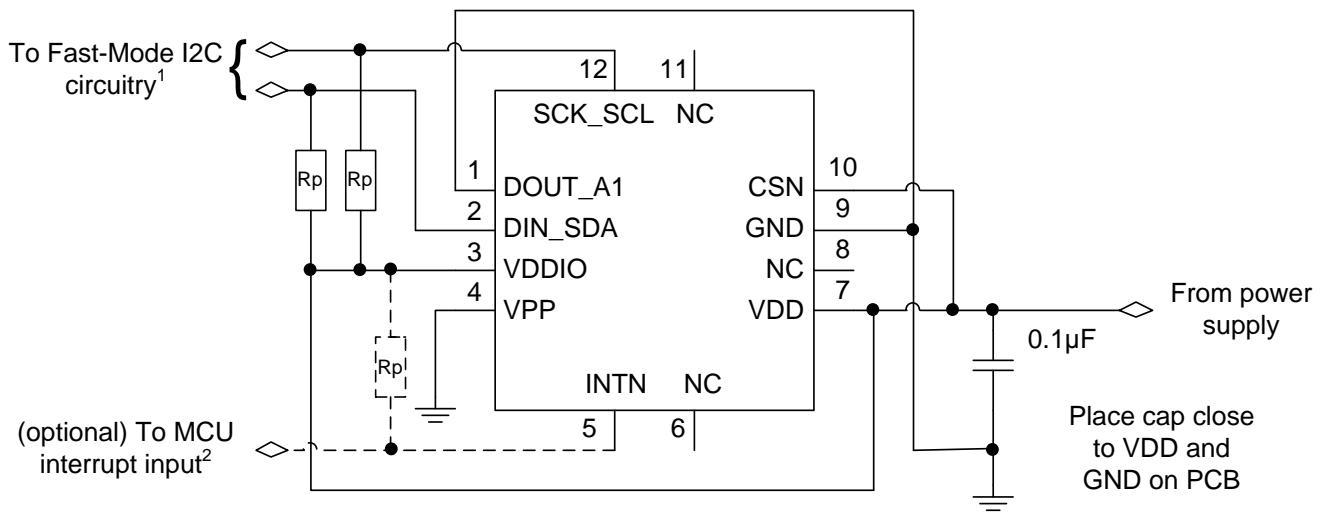 To Fast-Mode I2C
circuitry1
12
11
SCK_SCL
NC
Rp
Rp
1
DOUT_A1
2
DIN_SDA
3
VDDIO
4
VPP
CSN
10
GND
9
NC
8
VDD
7
From power
supply
0.1µF
Rp
INTN
NC
5
6
(optional) To MCU
interrupt input2
Place cap close
to VDD and
GND on PCB